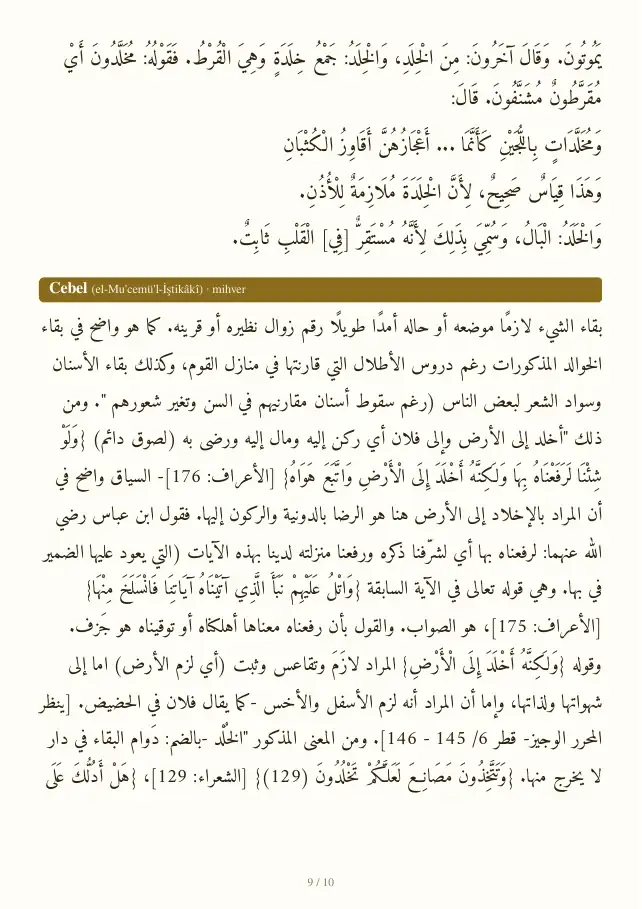 يَمُوتُونَ. وَقَالَ آخَرُونَ: مِنَ الْخِلَدِ، وَالْخِلَدُ: جَمْعُ خِلَدَةٍ وَهِيَ الْقُرْطُ. فَقَوْلُهُ: مُخَلَّدُونَ أَيْ
مُقَرَّطُونٌ مُشَنَّفُونَ. قَالَ:
وَمُخَلَّدَاتٍ بِاللُّجَيْنِ كَأَنَّمَا ... أَعْجَازُهُنَّ أَقَاوِزُ الْكُثْبَانِ
وَهَذَا قِيَاسٌ صَحِيحٌ، لِأَنَّ الْخِلَدَةَ مُلَازِمَةٌ لِلْأُذُنِ.
وَالْخَلَدُ: الْبَالُ، وَسُمِّيَ بِذَلِكَ لِأَنَّهُ مُسْتَقِرٌّ [فِي] الْقَلْبِ ثَابِتٌ.
Cebel (el-Mu'cemü'l-İştikâkî) · mihver
بقاء الشيء لازمًا موضعه أو حاله أمدًا طويلًا رقم زوال نظيره أو قرينه. كما هو واضح في بقاء
الخوالد المذكورات رغم دروس الأطلال التي قارنتها في منازل القوم، وكذلك بقاء الأسنان
وسواد الشعر لبعض الناس (رغم سقوط أسنان مقارنيهم في السن وتغير شعورهم ". ومن
ذلك "أخلد إلى الأرض وإلى فلان أي ركن إليه ومال إليه ورضى به (لصوق دائم) {وَلَوْ
شِئْنَا لَرَفَعْنَاهُ بِهَا وَلَكِنَّهُ أَخْلَدَ إِلَى الْأَرْضِ وَاتَّبَعَ هَوَاهُ} [الأعراف: 176]- السياق واضح في
أن المراد بالإخلاد إلى الأرض هنا هو الرضا بالدونية والركون إليها. فقول ابن عباس رضي
الله عنهما: لرفعناه بها أي لشرّفنا ذكره ورفعنا منزلته لدينا بهذه الآيات (التي يعود عليها الضمير
في بها. وهي قوله تعالى في الآية السابقة {وَاتْلُ عَلَيْهِمْ نَبَأَ الَّذِي آتَيْنَاهُ آيَاتِنَا فَانْسَلَخَ مِنْهَا}
[الأعراف: 175]، هو الصواب. والقول بأن رفعناه معناها أهلكناه أو توقيناه هو جَزف.
وقوله {وَلَكِنَّهُ أَخْلَدَ إِلَى الْأَرْضِ} المراد لازَمَ وتقاعس وثبت (أي لزم الأرض) اما إلى
شهواتها ولذاتها، وإما أن المراد أنه لزم الأسفل والأخس -كما يقال فلان في الحضيض. [ينظر
المحرر الوجيز- قطر 6/ 145 - 146]. ومن المعنى المذكور "الخُلْد -بالضم: دَوام البقاء في دار
لا يخرج منها. {وَتَتَّخِذُونَ مَصَانِعَ لَعَلَّكُمْ تَخْلُدُونَ (129)} [الشعراء: 129]، {هَلْ أَدُلُّكَ عَلَى
9 / 10